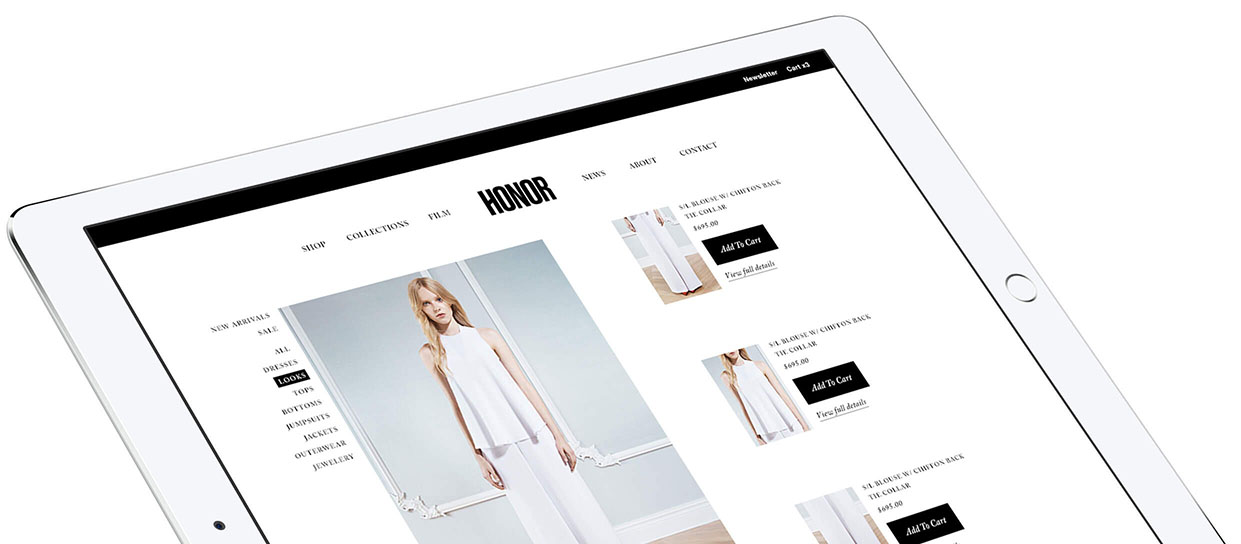 Newsletter Cart x3
SHOP COLLECTIONS FILM HONOR NEWS ABOUT CONTACT
NEW ARRIVALS
SALE
ALL
DRESSES
LOOKS
TOPS
BOTTOMS
JUMPSUITS
JACKETS
OUTERWEAR
JEWELERY
S/L BLOUSE W/ CHIFFON BACK
TIE COLLAR
$695.00
Add To Cart
View full details
S/L BLOUSE W/ CHIFFON BACK
TIE COLLAR
$695.00
Add To Cart
View full details
S/L BLOUSE W/ CHIFFON BACK
TIE COLLAR
$695.00
Add To Cart